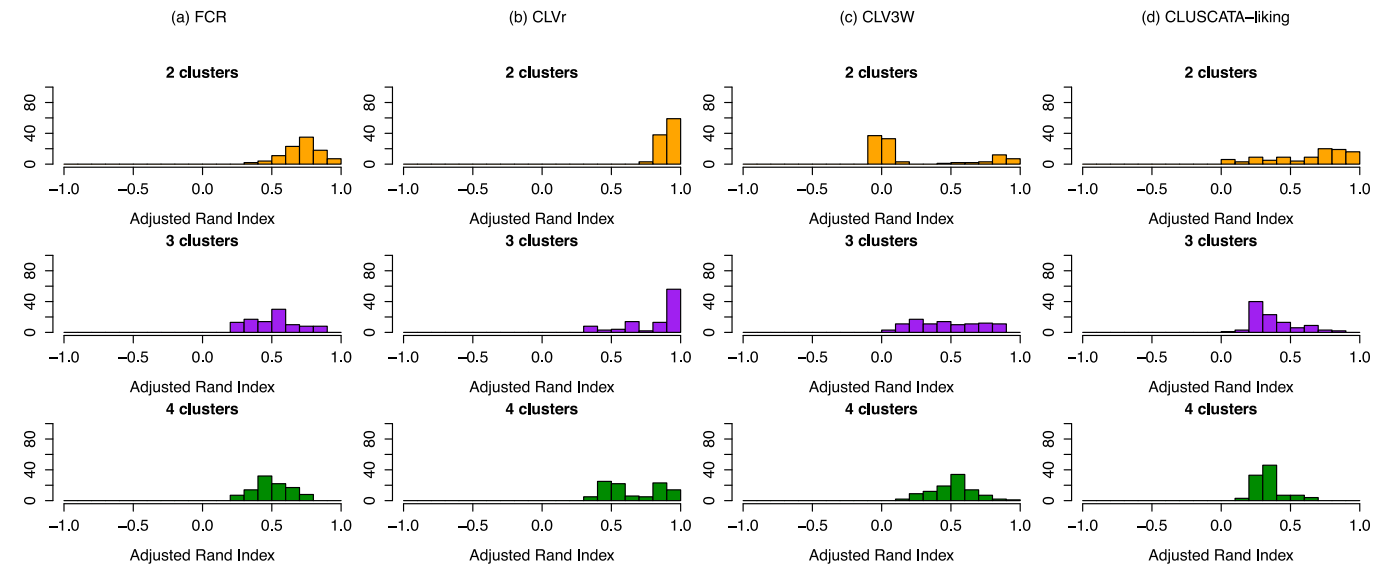 (a) FCR
(b) CLVr
(c) CLV3W
(d) CLUSCATA–liking
2 clusters
2 clusters
2 clusters
2 clusters
0 40 80
0 40 80
0 40 80
0 40 80
−1.0 −0.5 0.0 0.5 1.0
−1.0 −0.5 0.0 0.5 1.0
−1.0 −0.5 0.0 0.5 1.0
−1.0 −0.5 0.0 0.5 1.0
Adjusted Rand Index
Adjusted Rand Index
Adjusted Rand Index
Adjusted Rand Index
3 clusters
3 clusters
3 clusters
3 clusters
0 40 80
0 40 80
0 40 80
0 40 80
−1.0 −0.5 0.0 0.5 1.0
−1.0 −0.5 0.0 0.5 1.0
−1.0 −0.5 0.0 0.5 1.0
−1.0 −0.5 0.0 0.5 1.0
Adjusted Rand Index
Adjusted Rand Index
Adjusted Rand Index
Adjusted Rand Index
4 clusters
4 clusters
4 clusters
4 clusters
0 40 80
0 40 80
0 40 80
0 40 80
−1.0 −0.5 0.0 0.5 1.0
−1.0 −0.5 0.0 0.5 1.0
−1.0 −0.5 0.0 0.5 1.0
−1.0 −0.5 0.0 0.5 1.0
Adjusted Rand Index
Adjusted Rand Index
Adjusted Rand Index
Adjusted Rand Index